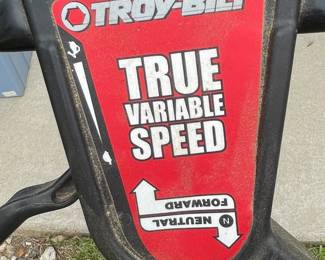 TROY-BILT
TRUE
VARIABLE
SPEED
FORWARD
NEUTRAL N